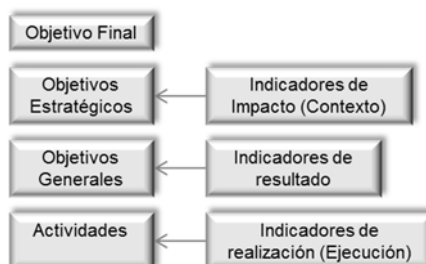 Objetivo Final
Objetivos
Estratégicos
Indicadores de
Impacto (Contexto)
Objetivos
Generales
Indicadores de
resultado
Actividades
Indicadores de
realización (Ejecución)